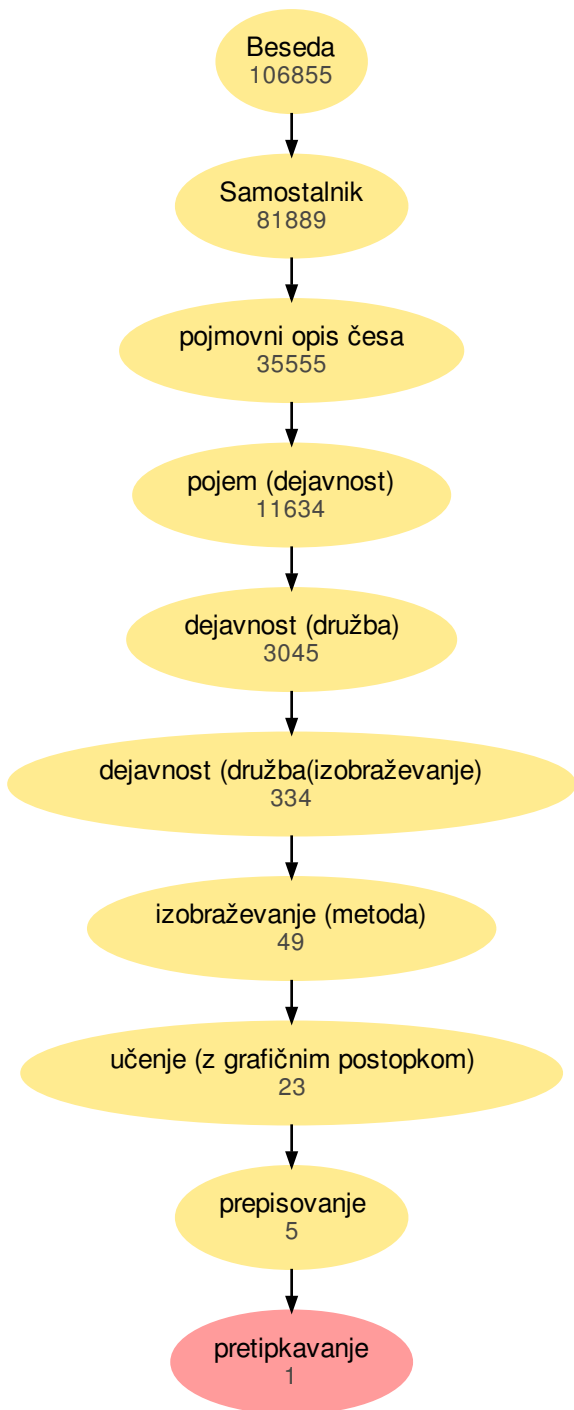 Beseda
106855
Samostalnik
81889
pojmovni opis česa
35555
pojem (dejavnost)
11634
dejavnost (družba)
3045
dejavnost (družba(izobraževanje)
334
izobraževanje (metoda)
49
učenje (z grafičnim postopkom)
23
prepisovanje
5
pretipkavanje
1